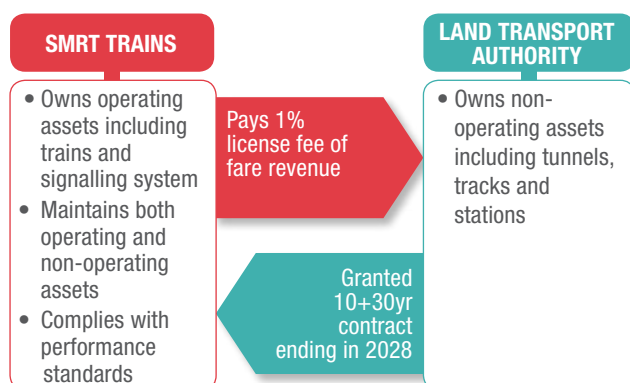 SMRT TRAINS
• Owns operating
assets including
trains and
signalling system
• Maintains both
operating and
non-operating
assets
• Complies with
performance
standards
Pays 1%
license fee of
fare revenue
Granted
10+30yr
contract
ending in 2028
LAND TRANSPORT
AUTHORITY
• Owns non-
operating assets
including tunnels,
tracks and
stations